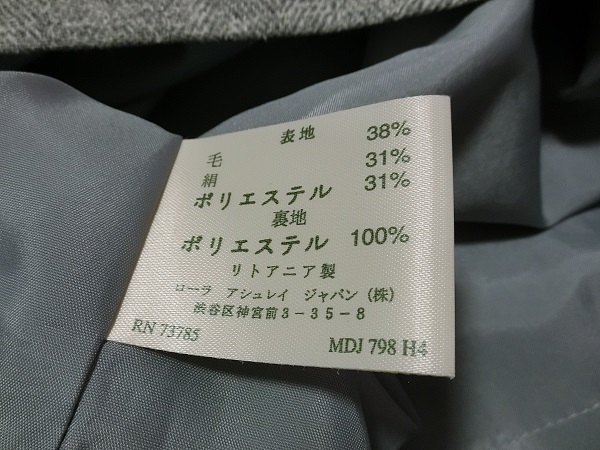 表地 38%
毛 31%
絹 31%
ポリエステル
裏地
ポリエステル 100%
リトアニア製
ローラ アシュレイ ジャパン (株)
渋谷区神宮前3-35-8
RN 73785 MDJ 798 H4